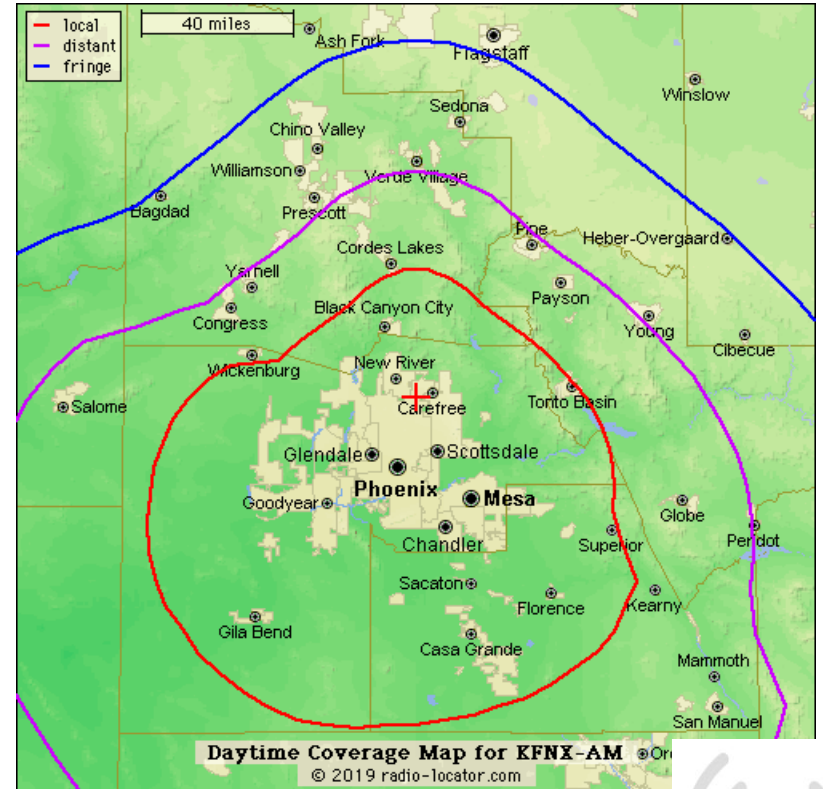 local
distant
fringe
40 miles
Ash Fork
Flagstaff
Winslow
Sedona
Chino Valley
Williamson
Verde Village
Bagdad
Prescott
Pine
Heber-Overgaard
Cordes Lakes
Yarnell
Payson
Congress
Black Canyon City
Young
Cibecue
Wickenburg
New River
Carefree
Tonto Basin
Salome
Glendale
Scottsdale
Phoenix
Mesa
Goodyear
Globe
Chandler
Superior
Peridot
Sacaton
Florence
Kearny
Gila Bend
Casa Grande
Mammoth
San Manuel
Daytime Coverage Map for KFNX-AM
© 2019 radio-locator.com